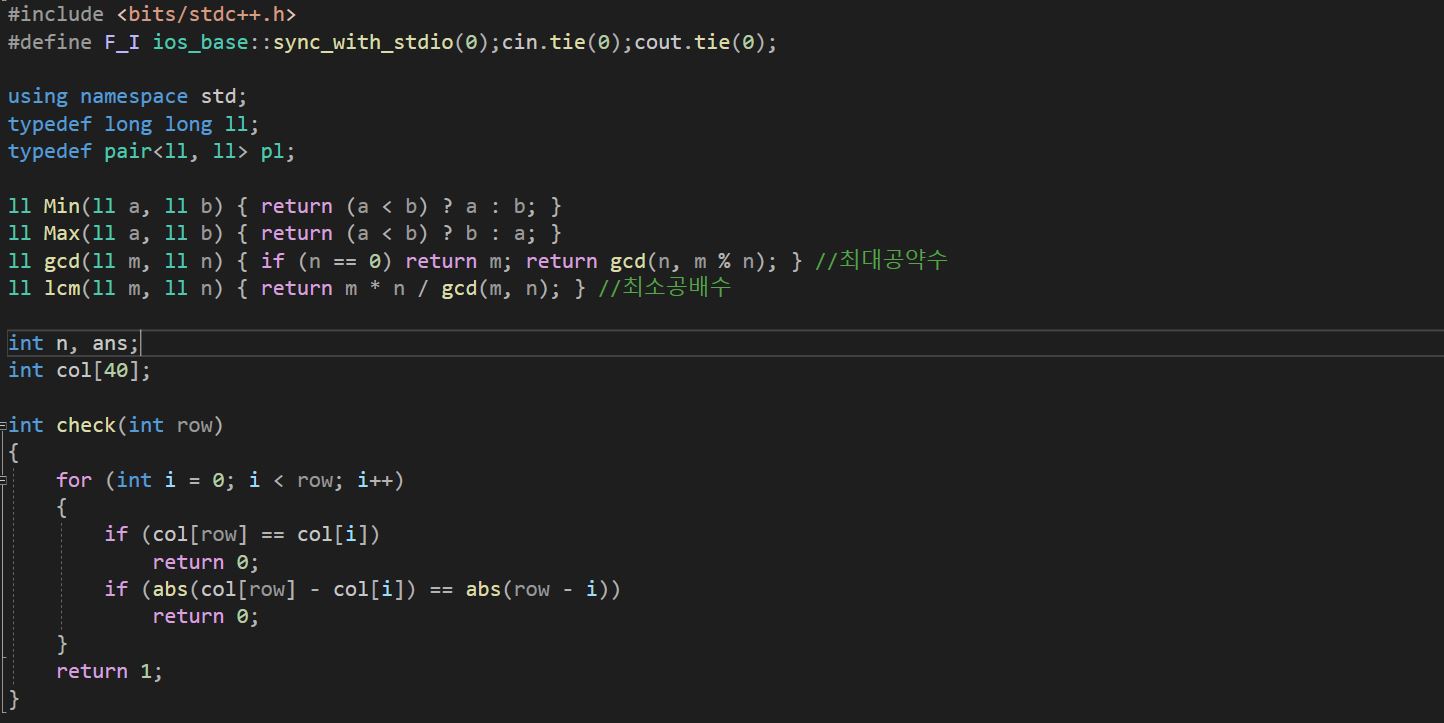 #include <bits/stdc++.h>
#define F_I ios_base::sync_with_stdio(0);cin.tie(0);cout.tie(0);
using namespace std;
typedef long long ll;
typedef pair<ll, ll> pl;
ll Min(ll a, ll b) { return (a < b) ? a : b; }
ll Max(ll a, ll b) { return (a < b) ? b : a; }
ll gcd(ll m, ll n) { if (n == 0) return m; return gcd(n, m % n); } //최대공약수
ll lcm(ll m, ll n) { return m * n / gcd(m, n); } //최소공배수
int n, ans;
int col[40];
int check(int row)
{
    for (int i = 0; i < row; i++)
    {
        if (col[row] == col[i])
            return 0;
        if (abs(col[row] - col[i]) == abs(row - i))
            return 0;
    }
    return 1;
}